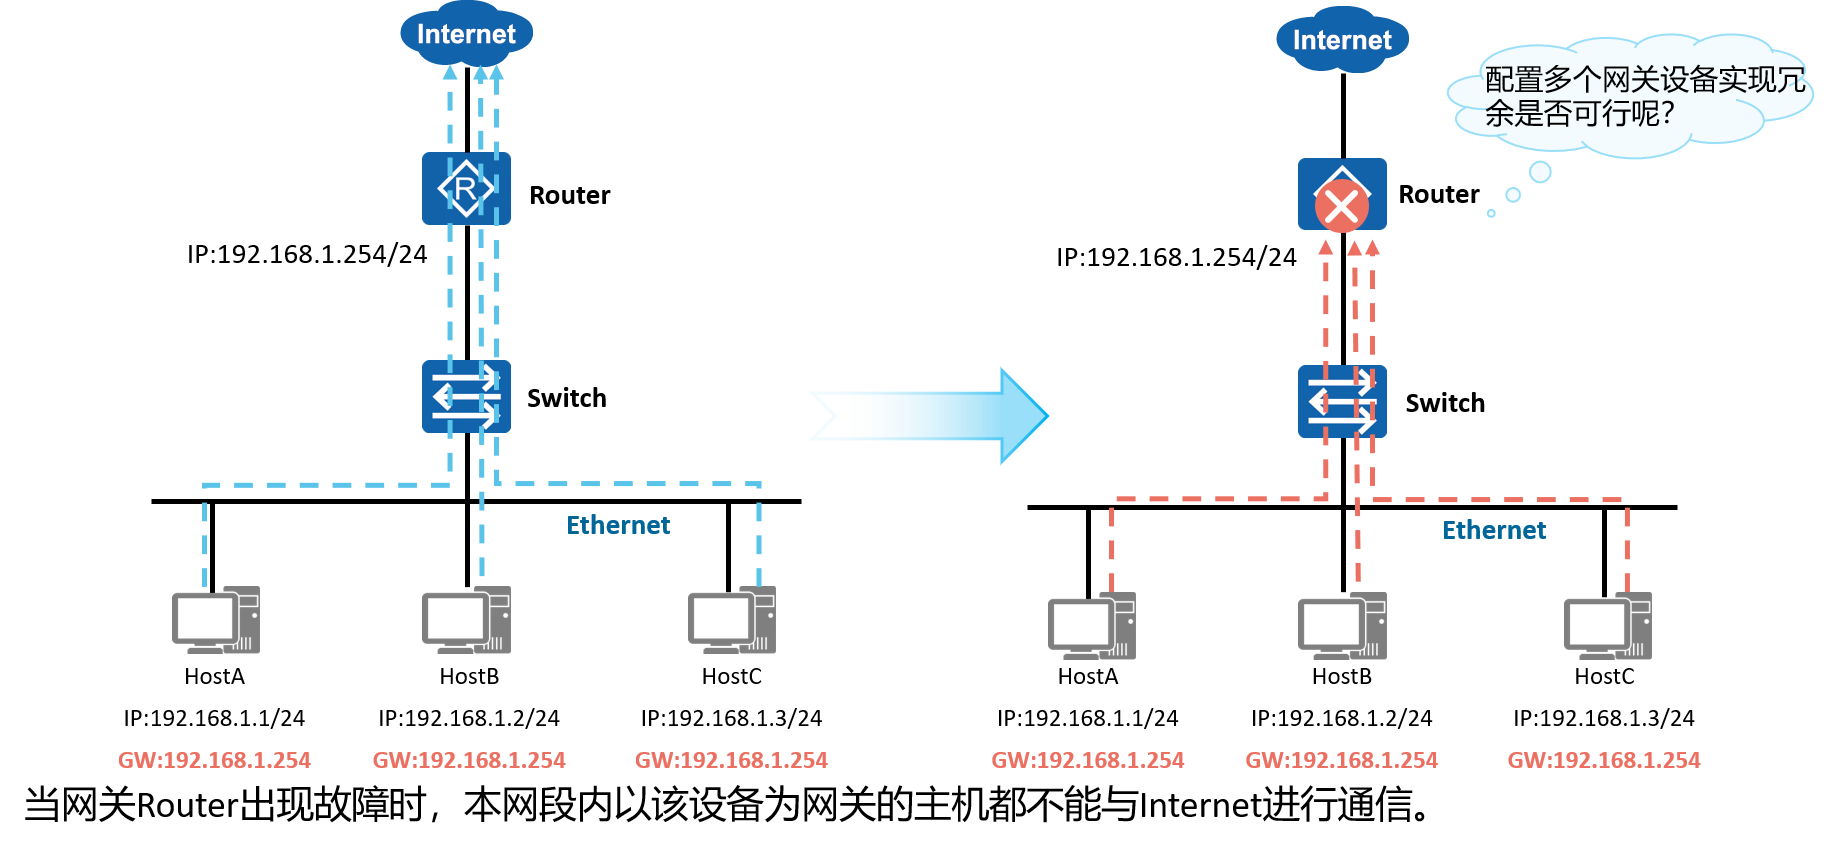 Internet
R
Router
IP:192.168.1.254/24
Switch
Ethernet
HostA
HostB
HostC
IP:192.168.1.1/24
IP:192.168.1.2/24
IP:192.168.1.3/24
GW:192.168.1.254
GW:192.168.1.254
GW:192.168.1.254
Internet
配置多个网关设备实现冗
余是否可行呢?
Router
IP:192.168.1.254/24
Switch
Ethernet
HostA
HostB
HostC
IP:192.168.1.1/24
IP:192.168.1.2/24
IP:192.168.1.3/24
GW:192.168.1.254
GW:192.168.1.254
GW:192.168.1.254
当网关Router出现故障时，本网段内以该设备为网关的主机都不能与Internet进行通信。